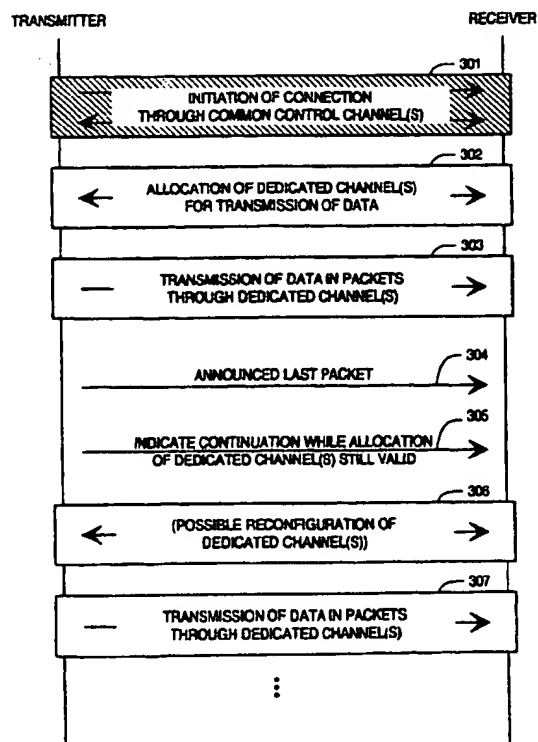 TRANSMITTER RECEIVER
301
INITIATION OF CONNECTION
THROUGH COMMON CONTROL CHANNEL(S)
302
ALLOCATION OF DEDICATED CHANNEL(S)
FOR TRANSMISSION OF DATA
303
TRANSMISSION OF DATA IN PACKETS
THROUGH DEDICATED CHANNEL(S)
304
ANNOUNCED LAST PACKET
305
INDICATE CONTINUATION WHILE ALLOCATION
OF DEDICATED CHANNEL(S) STILL VALID
306
(POSSIBLE RECONFIGURATION OF
DEDICATED CHANNEL(S))
307
TRANSMISSION OF DATA IN PACKETS
THROUGH DEDICATED CHANNEL(S)